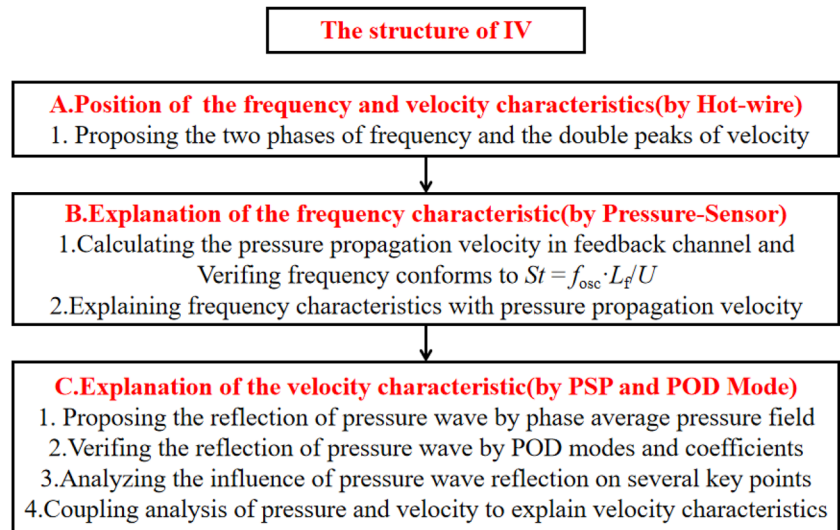 The structure of IV
A.Position of the frequency and velocity characteristics(by Hot-wire)
1. Proposing the two phases of frequency and the double peaks of velocity
B.Explanation of the frequency characteristic(by Pressure-Sensor)
1.Calculating the pressure propagation velocity in feedback channel and
Verifing frequency conforms to St = fosc·Lf/U
2.Explaining frequency characteristics with pressure propagation velocity
C.Explanation of the velocity characteristic(by PSP and POD Mode)
1. Proposing the reflection of pressure wave by phase average pressure field
2.Verifing the reflection of pressure wave by POD modes and coefficients
3.Analyzing the influence of pressure wave reflection on several key points
4.Coupling analysis of pressure and velocity to explain velocity characteristics